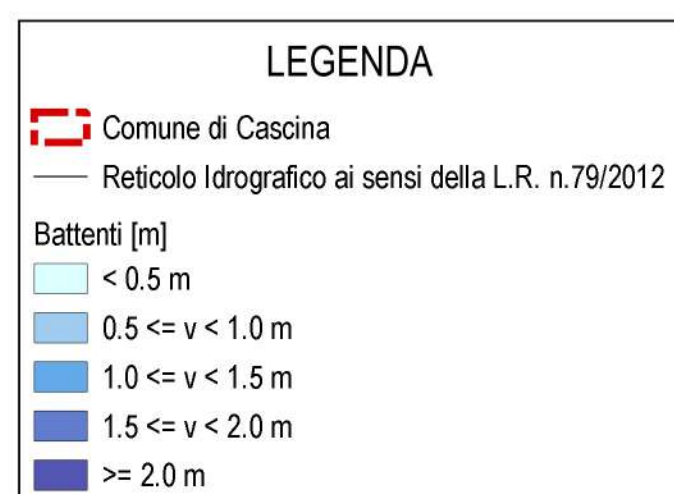 LEGENDA
Comune di Cascina
Reticolo Idrografico ai sensi della L.R. n.79/2012
Battenti [m]
< 0.5 m
0.5 <= v < 1.0 m
1.0 <= v < 1.5 m
1.5 <= v < 2.0 m
>= 2.0 m